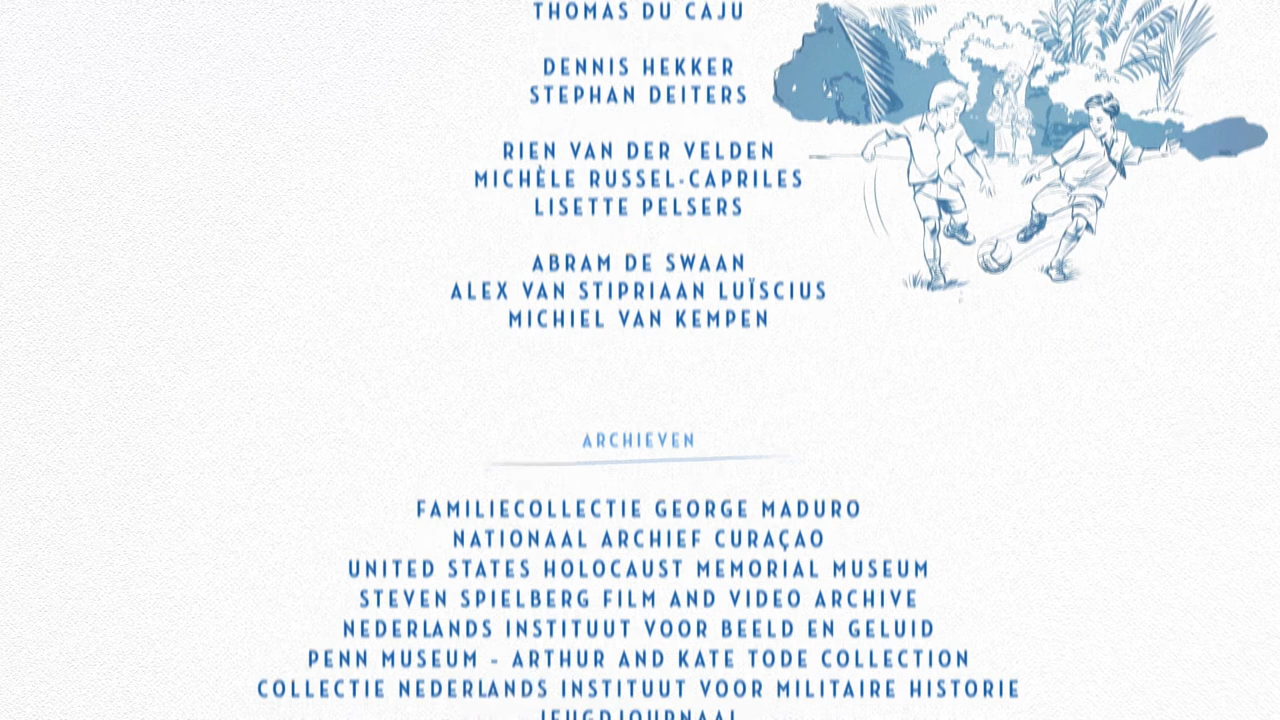 THOMAS DU CAJU
DENNIS HEKKER
STEPHAN DEITERS
RIEN VAN DER VELDEN
MICHÈLE RUSSEL-CAPRILES
LISETTE PELSERS
ABRAM DE SWAAN
ALEX VAN STIPRIAAN LUÏSCIUS
MICHIEL VAN KEMPEN
ARCHIEVEN
FAMILIECOLLECTIE GEORGE MADURO
NATIONAAL ARCHIEF CURAÇAO
UNITED STATES HOLOCAUST MEMORIAL MUSEUM
STEVEN SPIELBERG FILM AND VIDEO ARCHIVE
NEDERLANDS INSTITUUT VOOR BEELD EN GELUID
PENN MUSEUM - ARTHUR AND KATE TODE COLLECTION
COLLECTIE NEDERLANDS INSTITUUT VOOR MILITAIRE HISTORIE
JEUGDJOURNAAL